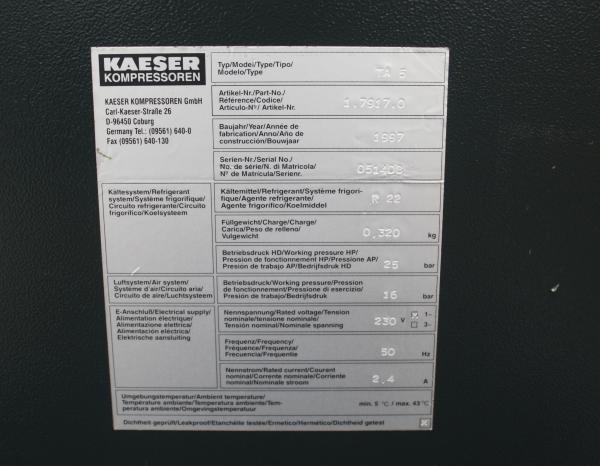 KAESER
KOMPRESSOREN
KAESER KOMPRESSOREN GmbH
Carl-Kaeser-Straße 26
D-96450 Coburg
Germany Tel.: (09561) 640-0
Fax (09561) 640-130
Typ/Model/Type/Tipo/
Modelo/Type
TA 5
Artikel-Nr./Part-No./
Référence/Codice/
Artículo-Nº/ Artikel-Nr.
1.7917.0
Baujahr/Year/Année de
fabrication/Anno/Año de
construcción/Bouwjaar
1997
Serien-Nr./Serial No./
No. de série/N. di Matricola/
Nº de Matrícula/Serienr.
051408
Kältesystem/Refrigerant
system/Système frigorifique/
Circuito refrigerante/Circuito
frigorífico/Koelsysteem
Kältemittel/Refrigerant/Système frigori-
fique/Agente refrigerante/
Agente frigorífico/Koelmiddel
R 22
Füllgewicht/Charge/Charge/
Carica/Peso de relleno/
Vulgewicht
0,320 kg
Betriebsdruck HD/Working pressure HP/
Pression de fonctionnement HP/Pressione AP/
Presión de trabajo AP/Bedrijfsdruk HD
25 bar
Luftsystem/Air system/
Système d'air/Circuito aria/
Circuito de aire/Luchtsysteem
Betriebsdruck/Working pressure/Pression
de fonctionnement/Pressione di esercizio/
Presión de trabajo/Bedrijfsdruk
16 bar
E-Anschluß/Electrical supply/
Alimentation électrique/
Alimentazione elettrica/
Alimentación eléctrica/
Elektrische aansluiting
Nennspannung/Rated voltage/Tension
nominale/tensione nominale/
Tensión nominal/Nominale spanning
230 V 1~
3~
Frequenz/Frequency/
Fréquence/Frequenza/
Frecuencia/Frequentie
50 Hz
Nennstrom/Rated current/Courant
nominal/Corrente nominale/Corriente
nominal/Nominale stroom
2.4 A
Umgebungstemperatur/Ambient temperature/
Température ambiante/Temperatura ambiente/Tem-
peratura ambiente/Omgevingstemperatuur
min. 5 °C / max. 43 °C
Dichtheit geprüft/Leakproof/Etanchéité testée/Ermetico/Hermético/Dichtheid getest